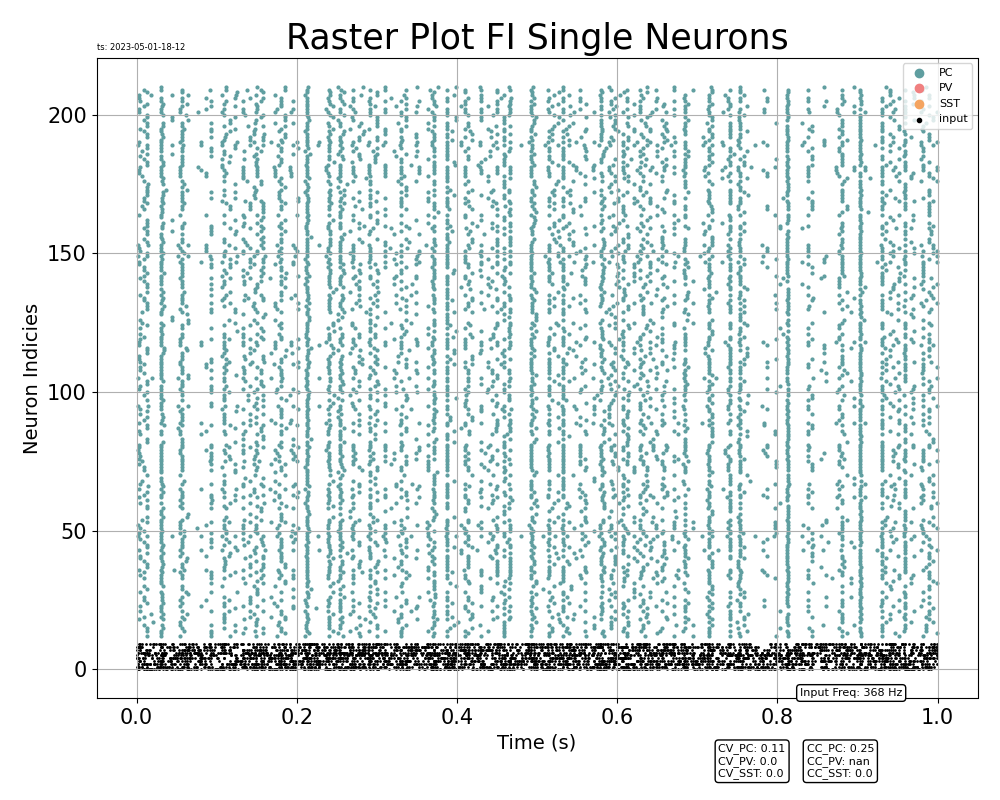 Raster Plot FI Single Neurons
ts: 2023-05-01-18-12
PC
PV
SST
input
200
150
100
50
0
Neuron Indicies
0.0 0.2 0.4 0.6 0.8 1.0
Time (s)
Input Freq: 368 Hz
CV_PC: 0.11
CV_PV: 0.0
CV_SST: 0.0
CC_PC: 0.25
CC_PV: nan
CC_SST: 0.0